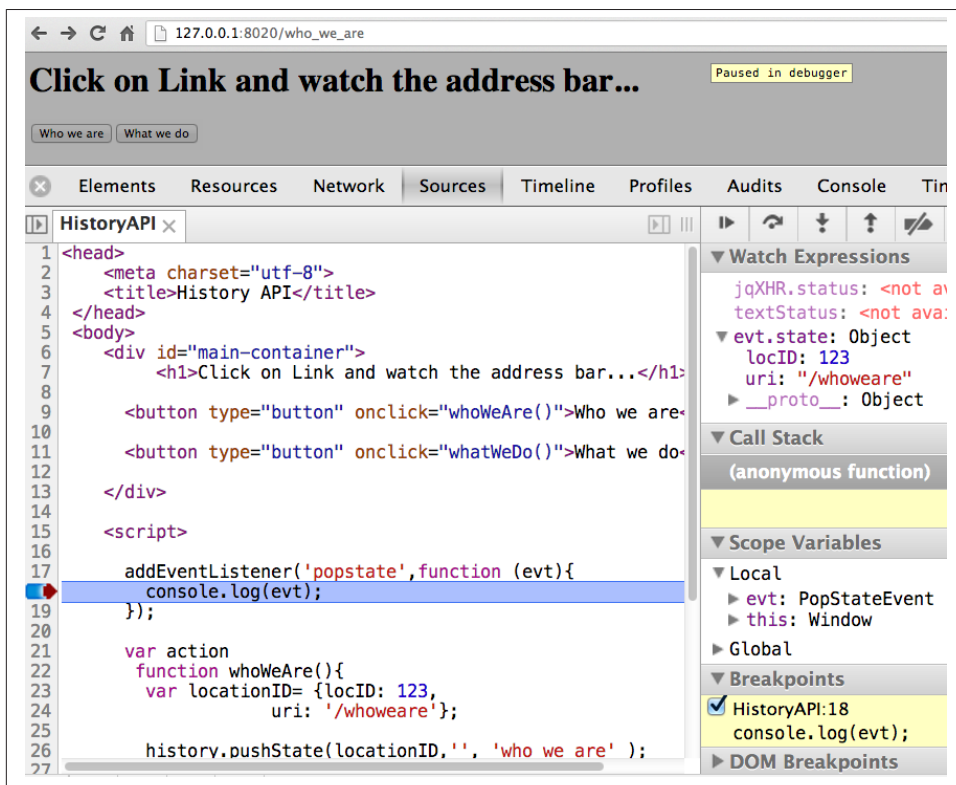 127.0.0.1:8020/who_we_are
Click on Link and watch the address bar...
Paused in debugger
Who we are
What we do
Elements Resources Network Sources Timeline Profiles Audits Console
HistoryAPI
1 <head>
2 <meta charset="utf-8">
3 <title>History API</title>
4 </head>
5 <body>
6 <div id="main-container">
7 <h1>Click on Link and watch the address bar...</h1>
8
9 <button type="button" onclick="whoWeAre()">Who we are<
10
11 <button type="button" onclick="whatWeDo()">What we do<
12
13 </div>
14
15 <script>
16
17 addEventListener('popstate',function (evt){
console.log(evt);
19 });
20
21 var action
22 function whoWeAre(){
23 var locationID= {locID: 123,
24 uri: '/whoweare'};
25
26 history.pushState(locationID,'', 'who we are' );
27
Watch Expressions
jqXHR.status: <not
textStatus: <not
evt.state: Object
locID: 123
uri: "/whoweare"
__proto__: Object
Call Stack
(anonymous function)
Scope Variables
Local
evt: PopStateEvent
this: Window
Global
Breakpoints
HistoryAPI:18
console.log(evt);
DOM Breakpoints